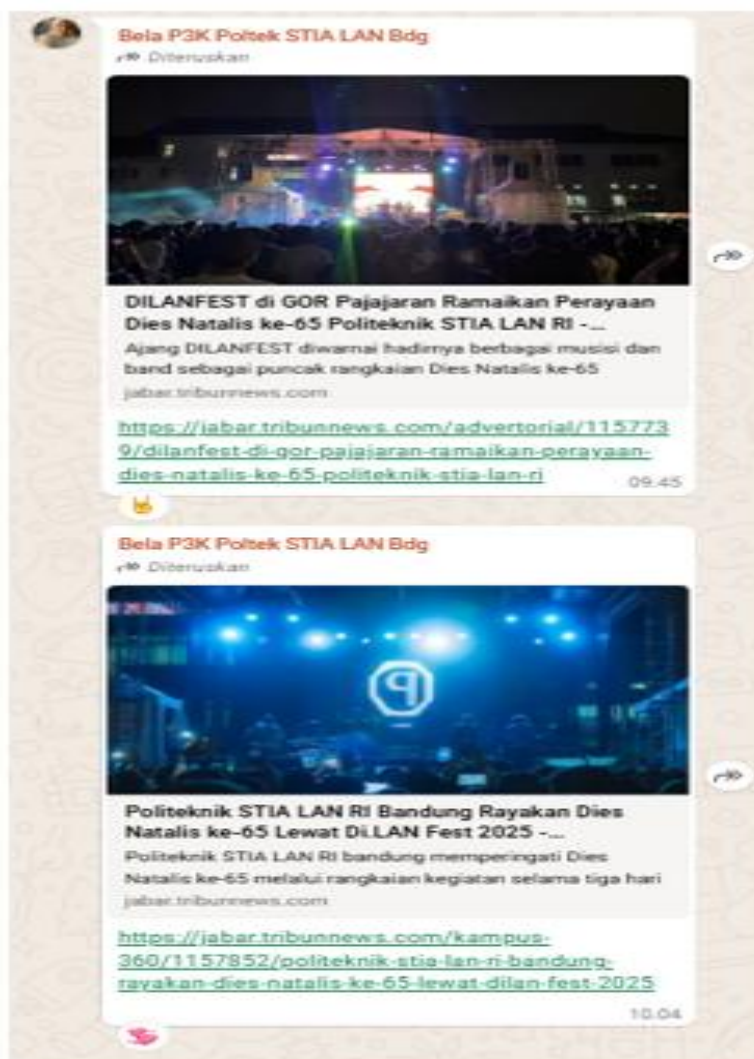 Bela P3K Poltek STIA LAN Bdg
Diteruskan
DILANFEST di GOR Pajajaran Ramaikan Perayaan
Dies Natalis ke-65 Politeknik STIA LAN RI -...
Ajang DILANFEST diwarnai hadirnya berbagai musisi dan
band sebagai puncak rangkaian Dies Natalis ke-65
jabar.tribunnews.com
https://jabar.tribunnews.com/advertorial/115773
9/dilanfest-di-gor-pajajaran-ramaikan-perayaan-
dies-natalis-ke-65-politeknik-stia-lan-ri
09.45
Bela P3K Poltek STIA LAN Bdg
Diteruskan
Politeknik STIA LAN RI Bandung Rayakan Dies
Natalis ke-65 Lewat Di.LAN Fest 2025 -...
Politeknik STIA LAN RI bandung memperingati Dies
Natalis ke-65 melalui rangkaian kegiatan selama tiga hari
jabar.tribunnews.com
https://jabar.tribunnews.com/kampus-
360/1157852/politeknik-stia-lan-ri-bandung-
rayakan-dies-natalis-ke-65-lewat-dilan-fest-2025
10.04